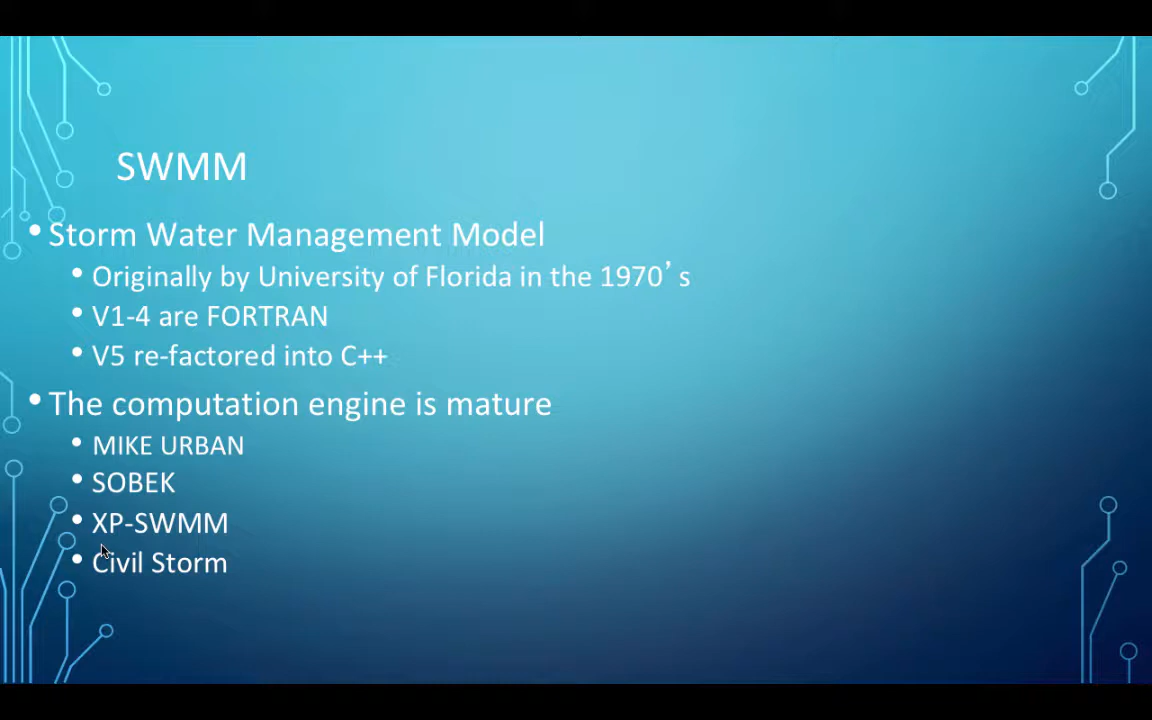 SWMM
• Storm Water Management Model
• Originally by University of Florida in the 1970’s
• V1-4 are FORTRAN
• V5 re-factored into C++
• The computation engine is mature
• MIKE URBAN
• SOBEK
• XP-SWMM
• Civil Storm